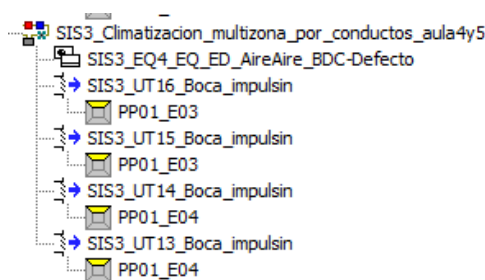 SIS3_Climatizacion_multizona_por_conductos_aula4y5
SIS3_EQ4_EQ_ED_AireAire_BDC-Defecto
SIS3_UT16_Boca_impulsin
PP01_E03
SIS3_UT15_Boca_impulsin
PP01_E03
SIS3_UT14_Boca_impulsin
PP01_E04
SIS3_UT13_Boca_impulsin
PP01_E04